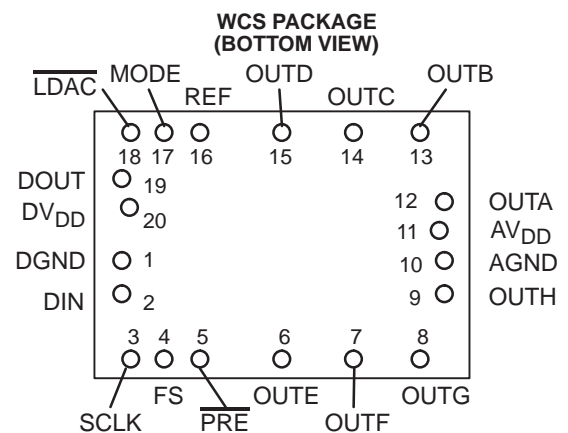 WCS PACKAGE
(BOTTOM VIEW)
LDAC MODE OUTD OUTB
REF OUTC
18 17 16 15 14 13
DOUT 19
12 OUTA
DVDD 20
11 AVDD
DGND 1
10 AGND
DIN 2
9 OUTH
3 4 5 6 7 8
FS OUTE OUTG
SCLK PRE OUTF